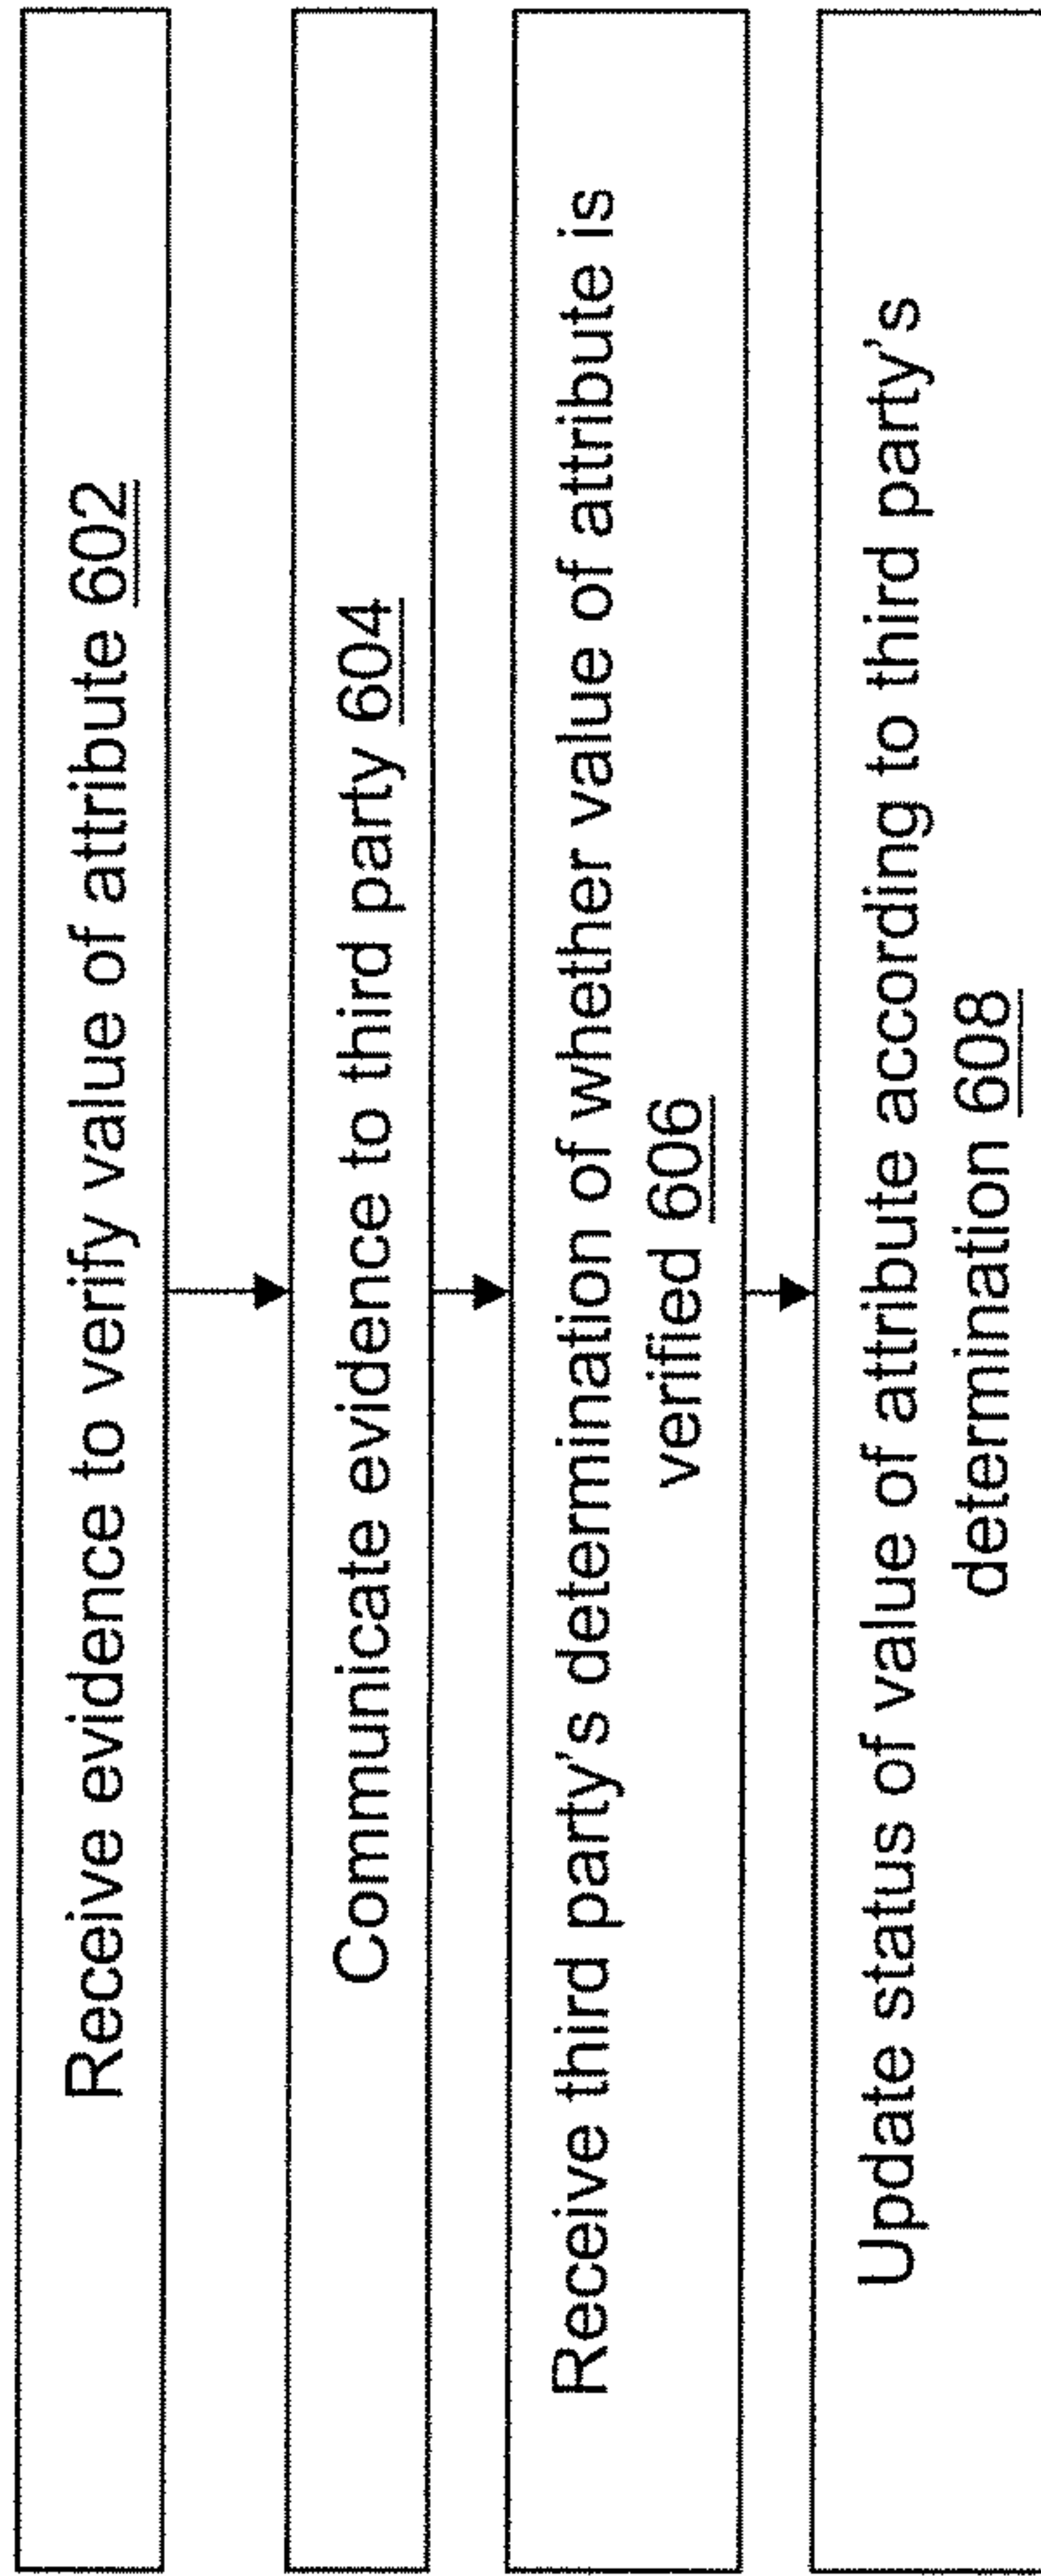 Receive evidence to verify value of attribute 602
Communicate evidence to third party 604
Receive third party's determination of whether value of attribute is
verified 606
Update status of value of attribute according to third party's
determination 608